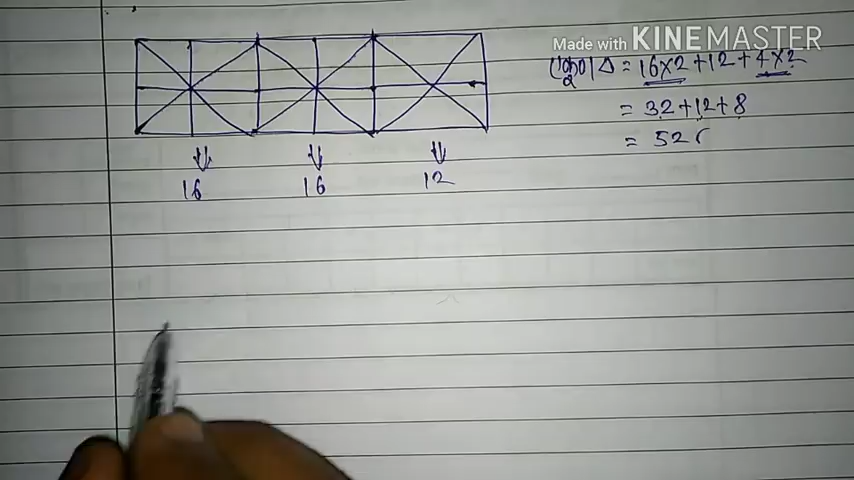 Made with KINEMASTER
Δ = 16×2 + 12 + 4×2
= 32 + 12 + 8
= 52
16 16 12